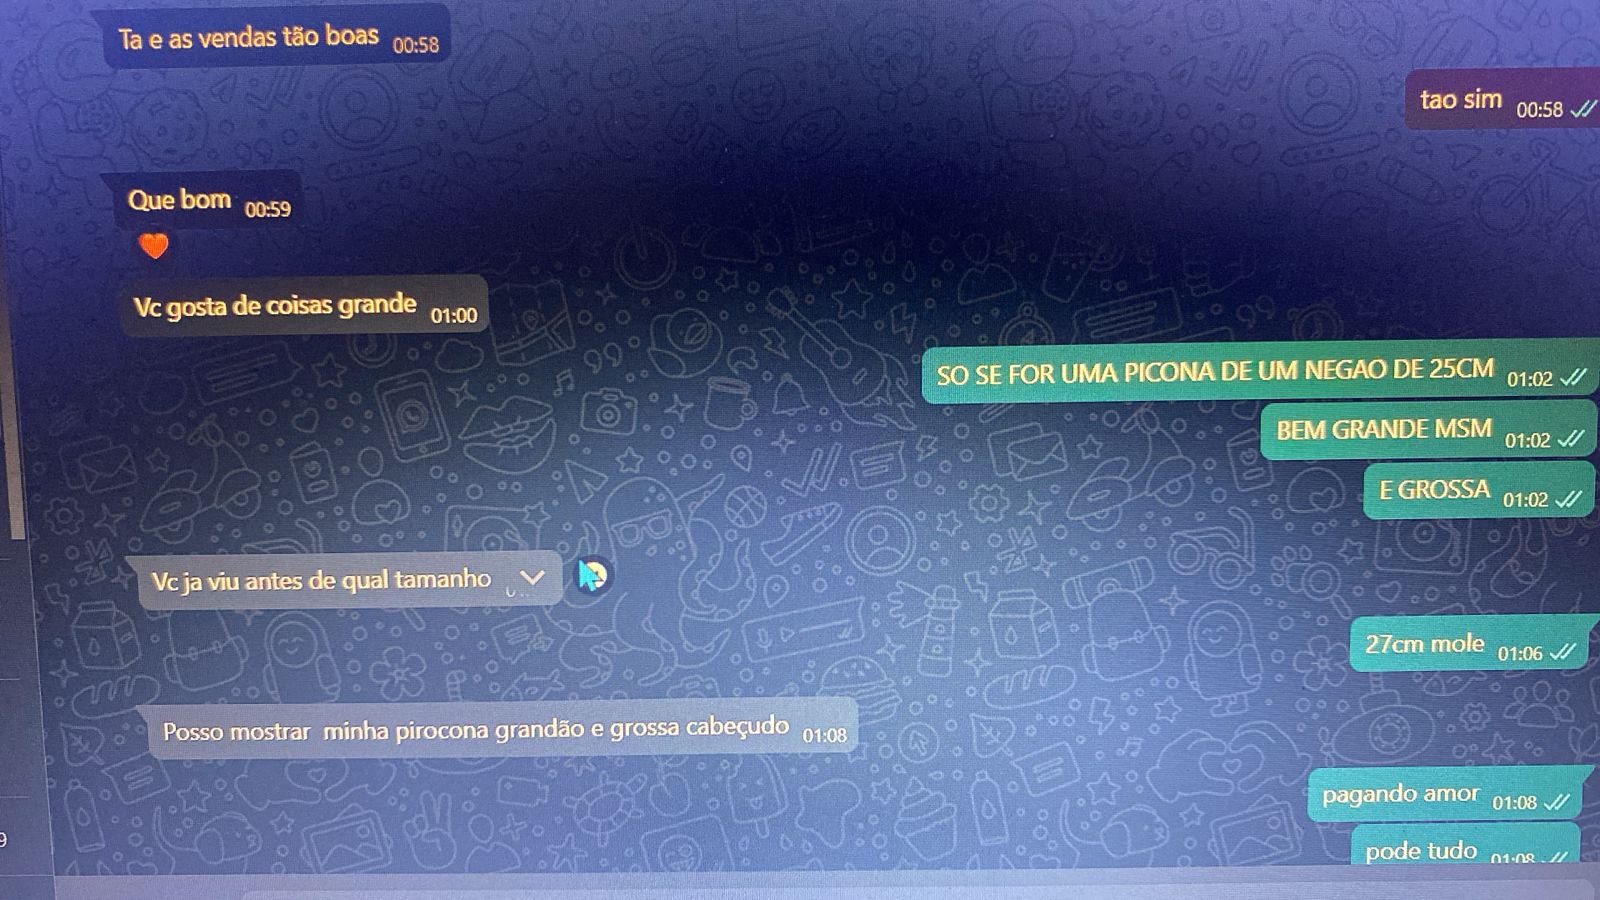 Ta e as vendas tão boas 00:58
tao sim 00:58
Que bom 00:59
Vc gosta de coisas grande 01:00
SO SE FOR UMA PICONA DE UM NEGAO DE 25CM 01:02
BEM GRANDE MSM 01:02
E GROSSA 01:02
Vc ja viu antes de qual tamanho
27cm mole 01:06
Posso mostrar minha pirocona grandão e grossa cabeçudo 01:08
pagando amor 01:08
pode tudo 01:08
9